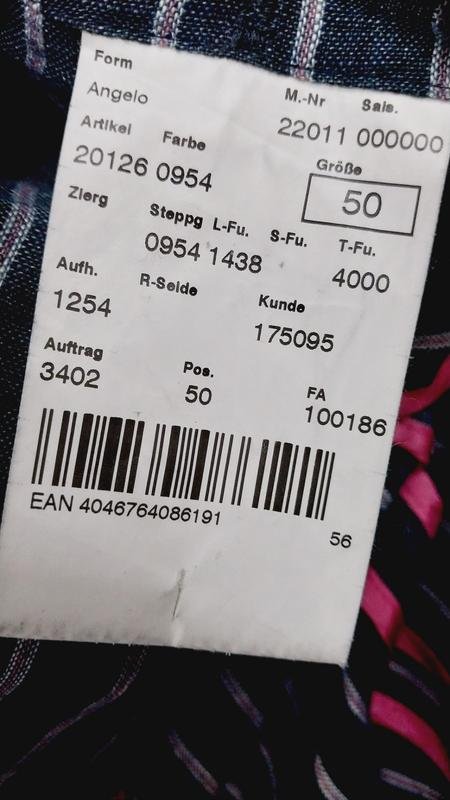 Form
Angelo
M.-Nr Sais.
22011 000000
Artikel Farbe
20126 0954
Größe
50
Zierg Steppg L-Fu. S-Fu. T-Fu.
0954 1438 4000
Aufh. R-Seide Kunde
1254 175095
Auftrag Pos. FA
3402 50 100186
EAN 4046764086191
56